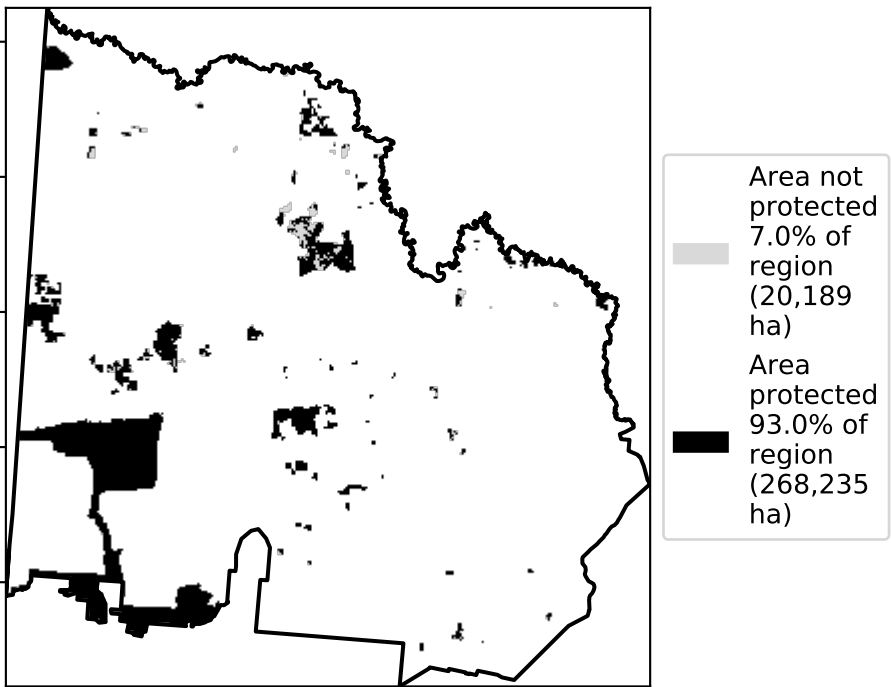 Area not
protected
7.0% of
region
(20,189
ha)
Area
protected
93.0% of
region
(268,235
ha)